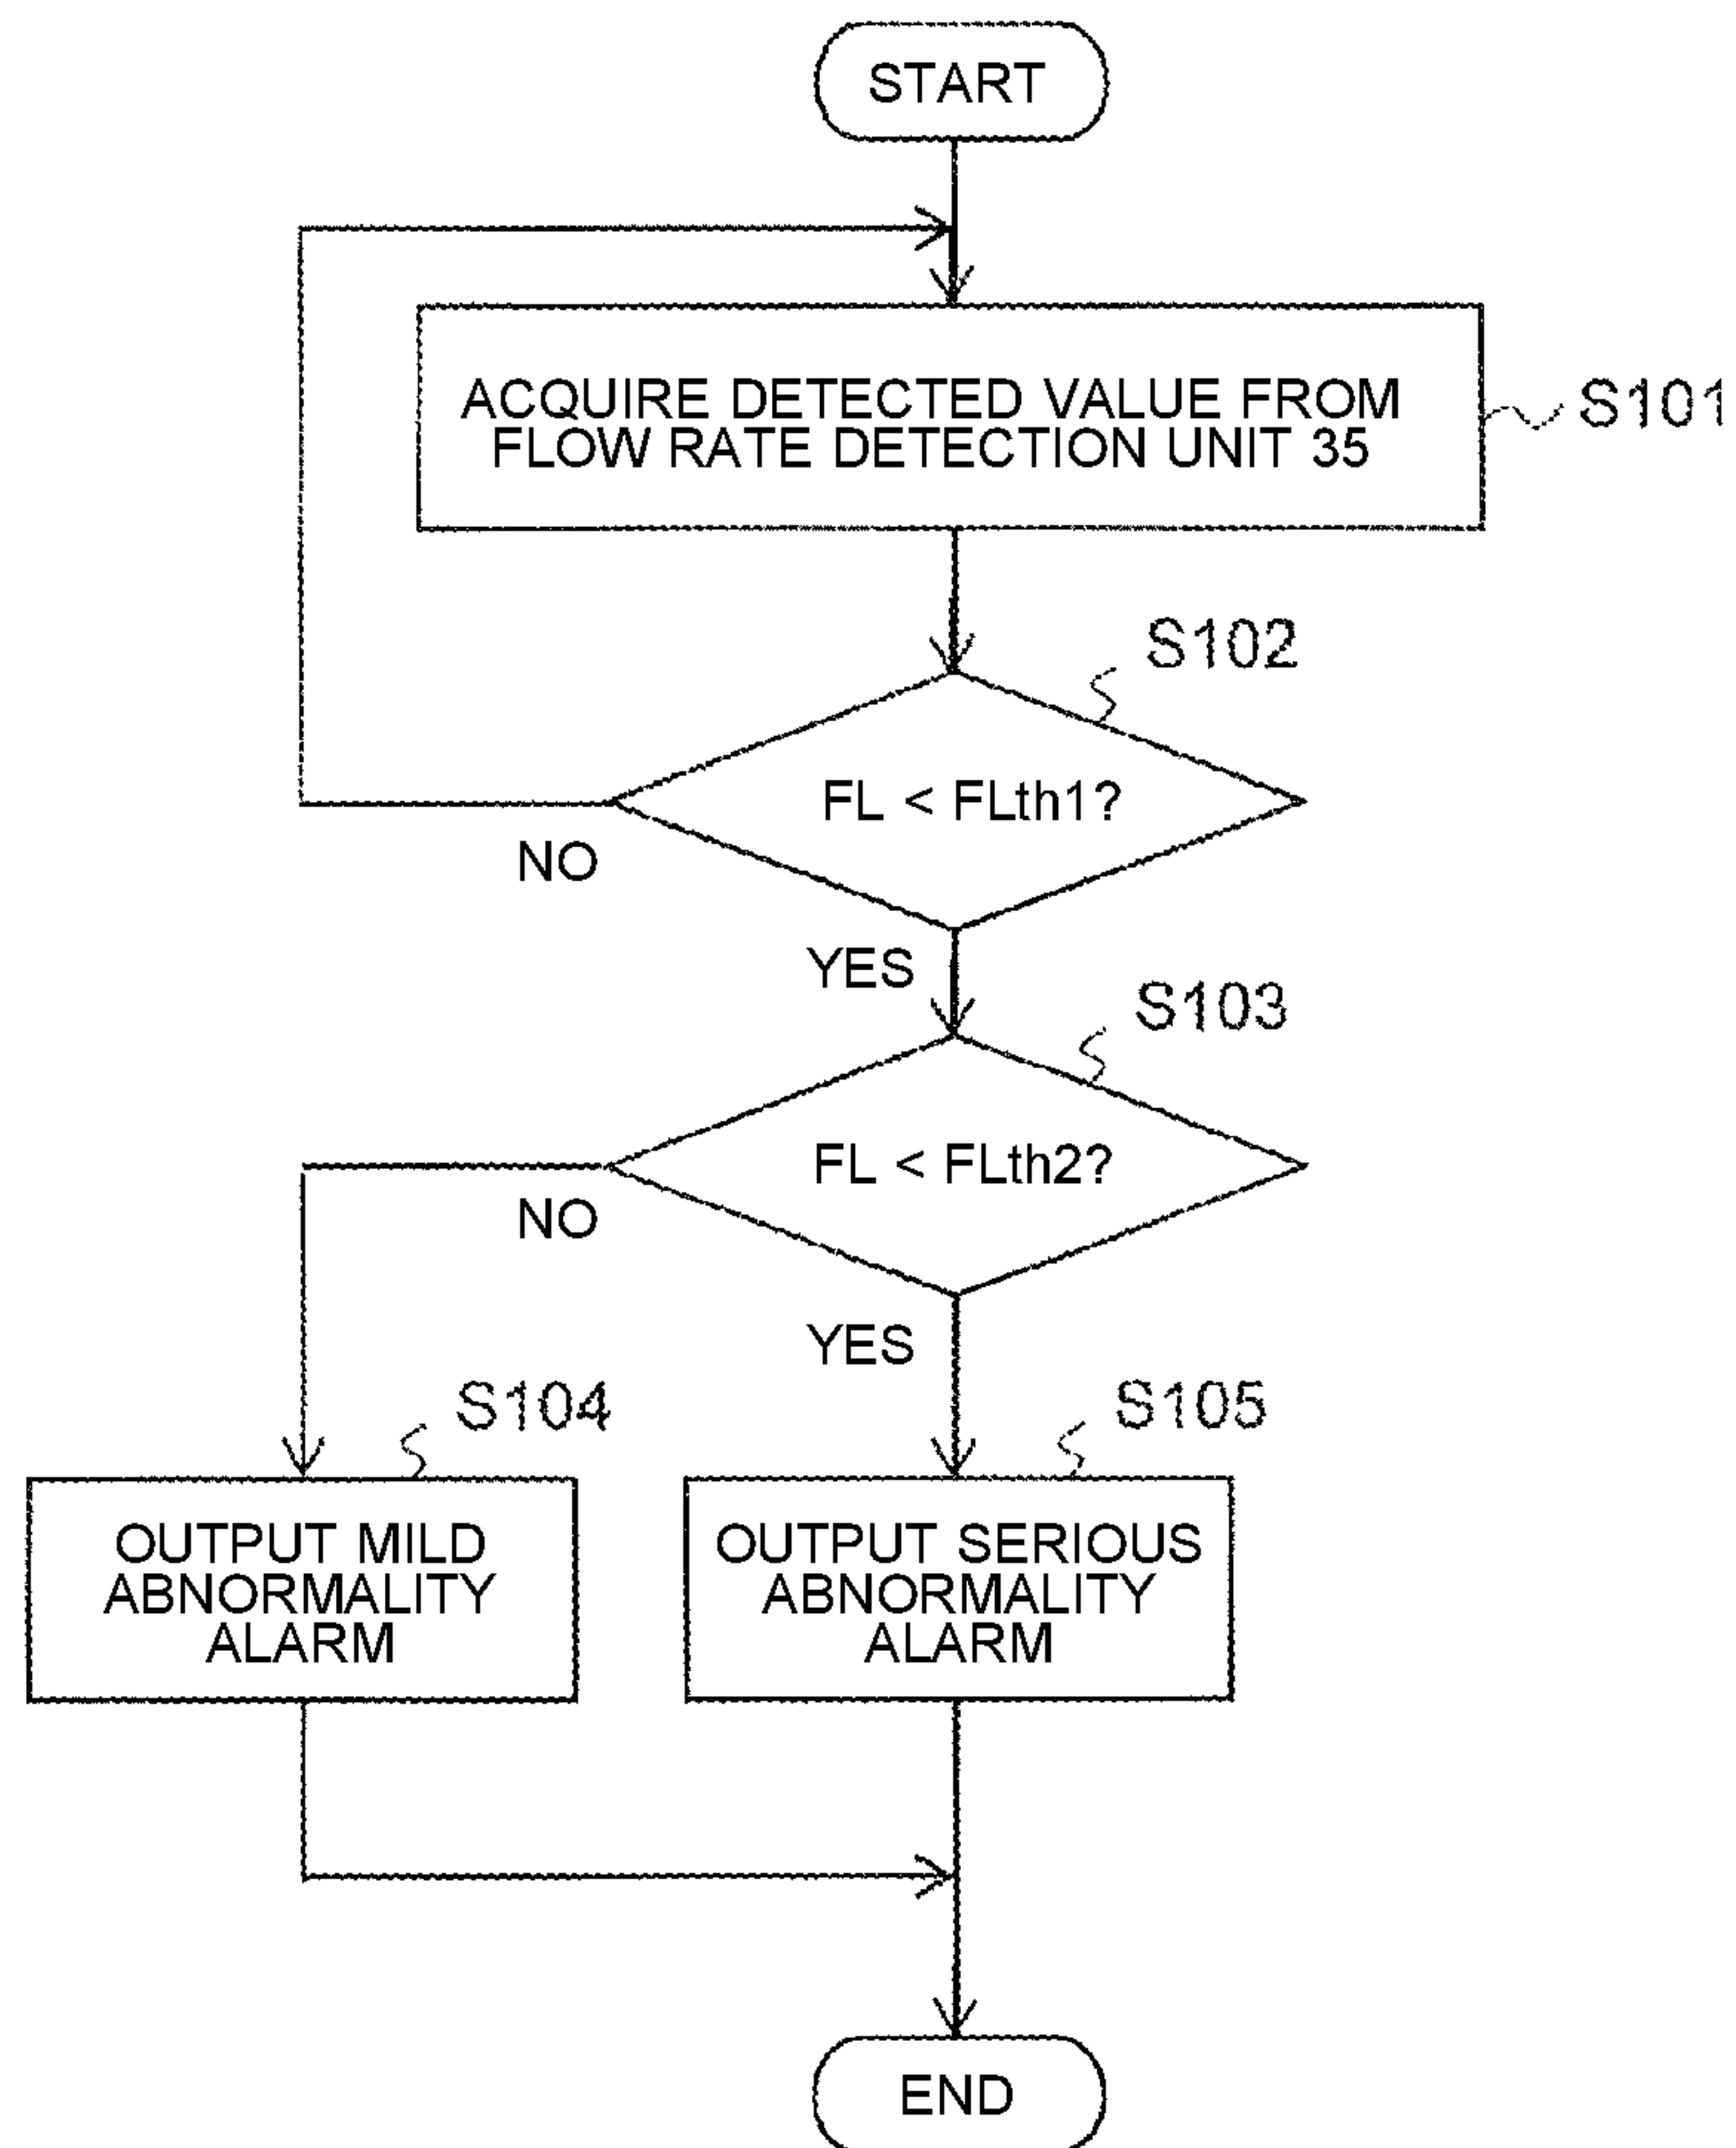 START
ACQUIRE DETECTED VALUE FROM
FLOW RATE DETECTION UNIT 35
S101
S102
FL < FLth1?
NO
YES
S103
FL < FLth2?
NO
YES
S104
S105
OUTPUT MILD
ABNORMALITY
ALARM
OUTPUT SERIOUS
ABNORMALITY
ALARM
END